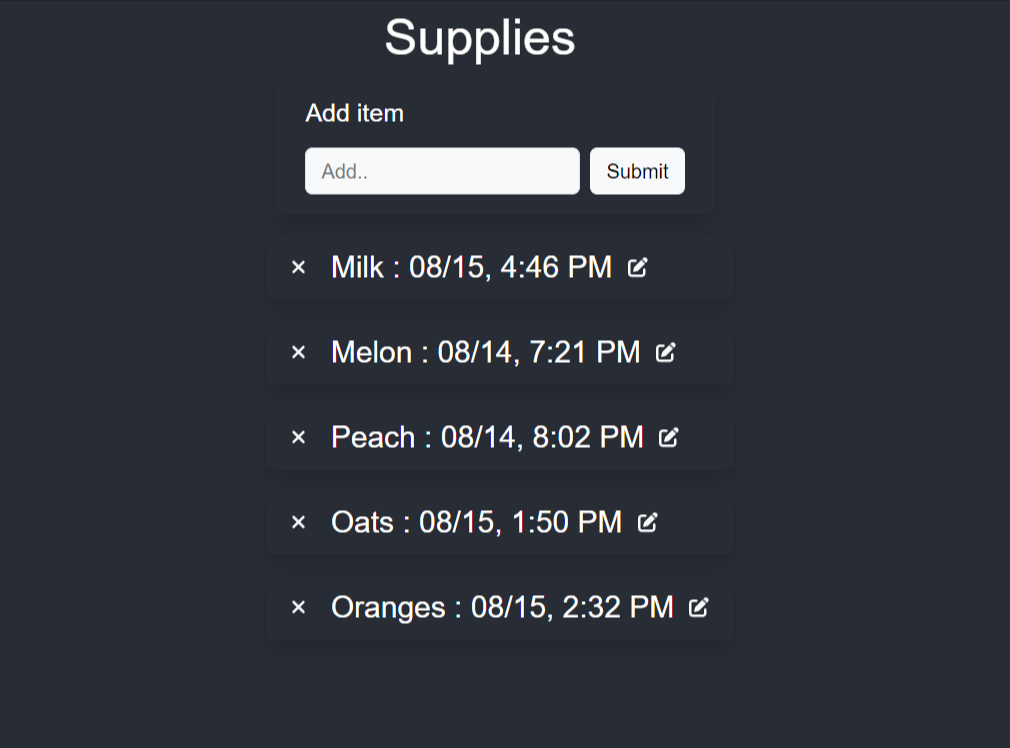 Supplies
Add item
Add..
Submit
Milk : 08/15, 4:46 PM
Melon : 08/14, 7:21 PM
Peach : 08/14, 8:02 PM
Oats : 08/15, 1:50 PM
Oranges : 08/15, 2:32 PM